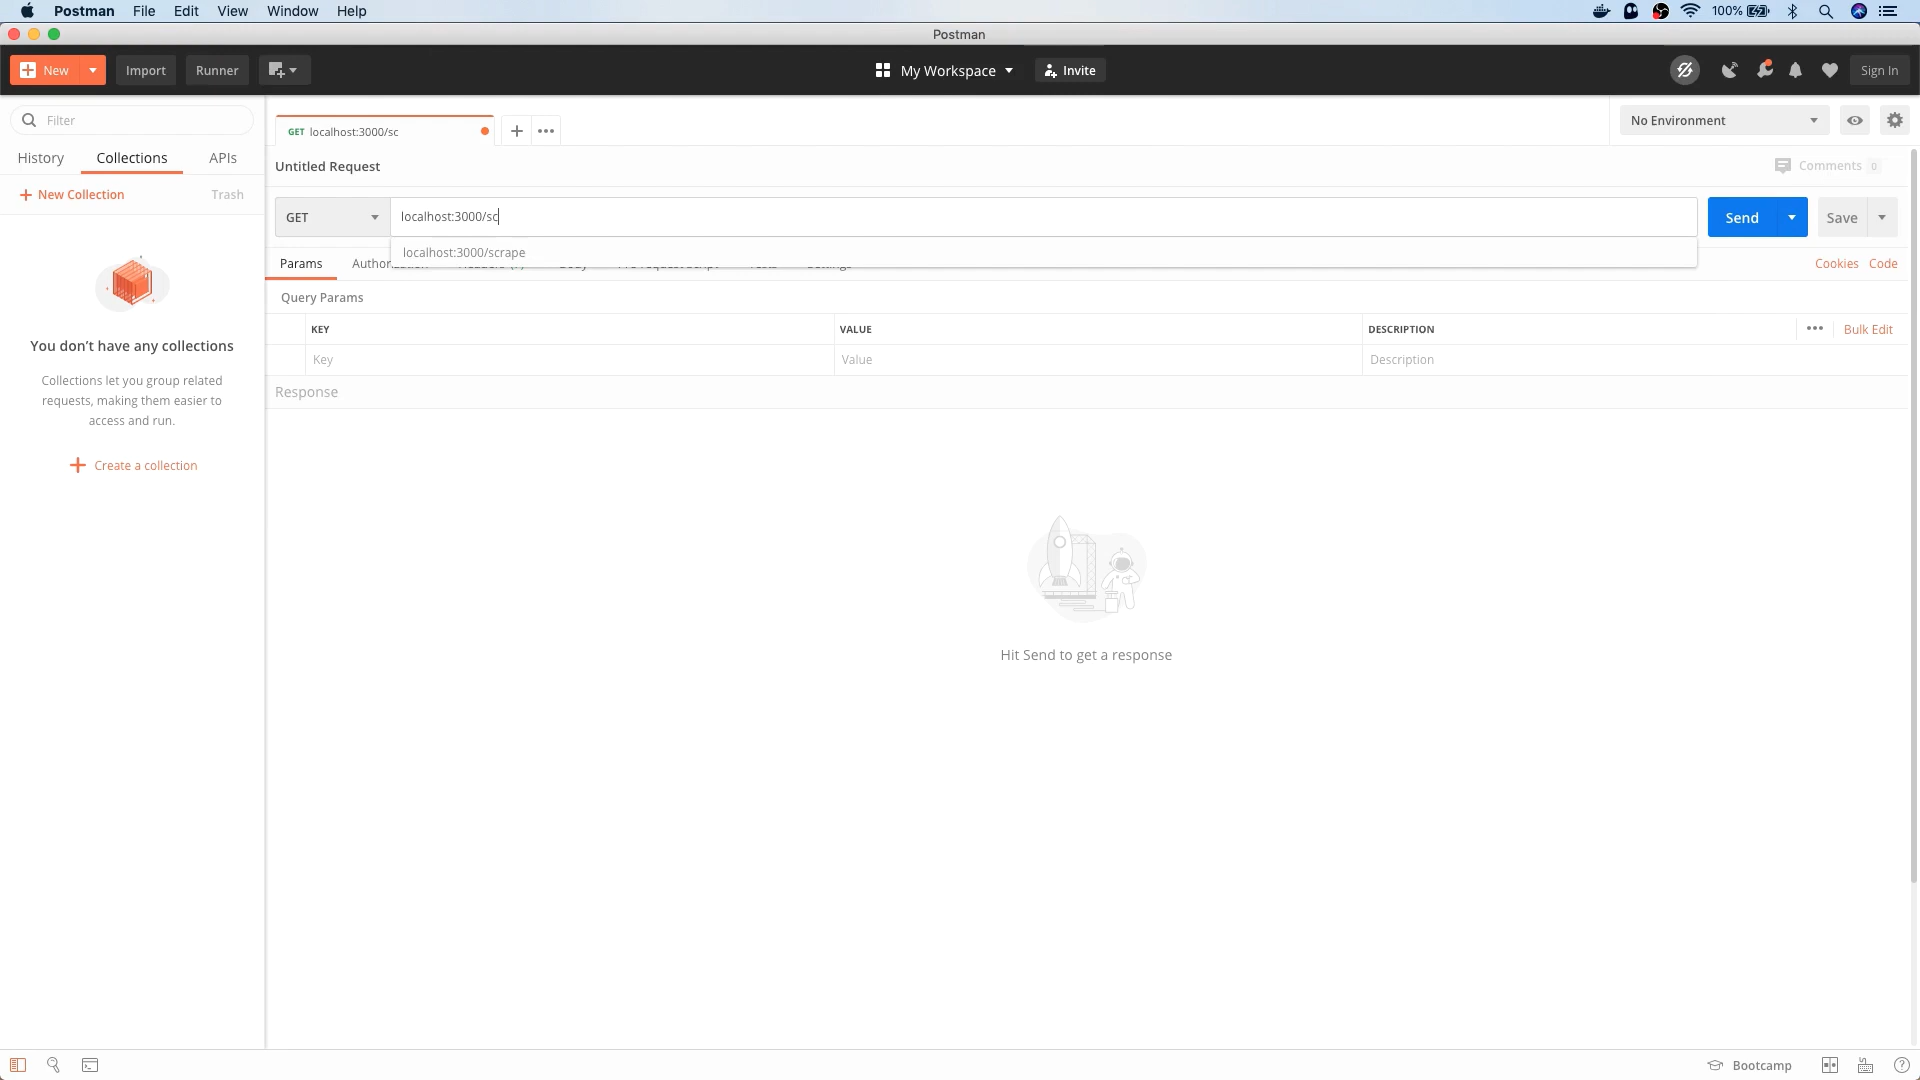 Postman File Edit View Window Help 100%
Postman
New Import Runner My Workspace Invite Sign In
Filter
History Collections APIs
New Collection Trash
You don’t have any collections
Collections let you group related
requests, making them easier to
access and run.
Create a collection
GET localhost:3000/sc
No Environment
Untitled Request
Comments 0
GET localhost:3000/sc Send Save
localhost:3000/scrape
Params Cookies Code
Query Params
KEY VALUE DESCRIPTION Bulk Edit
Key Value Description
Response
Hit Send to get a response
Bootcamp